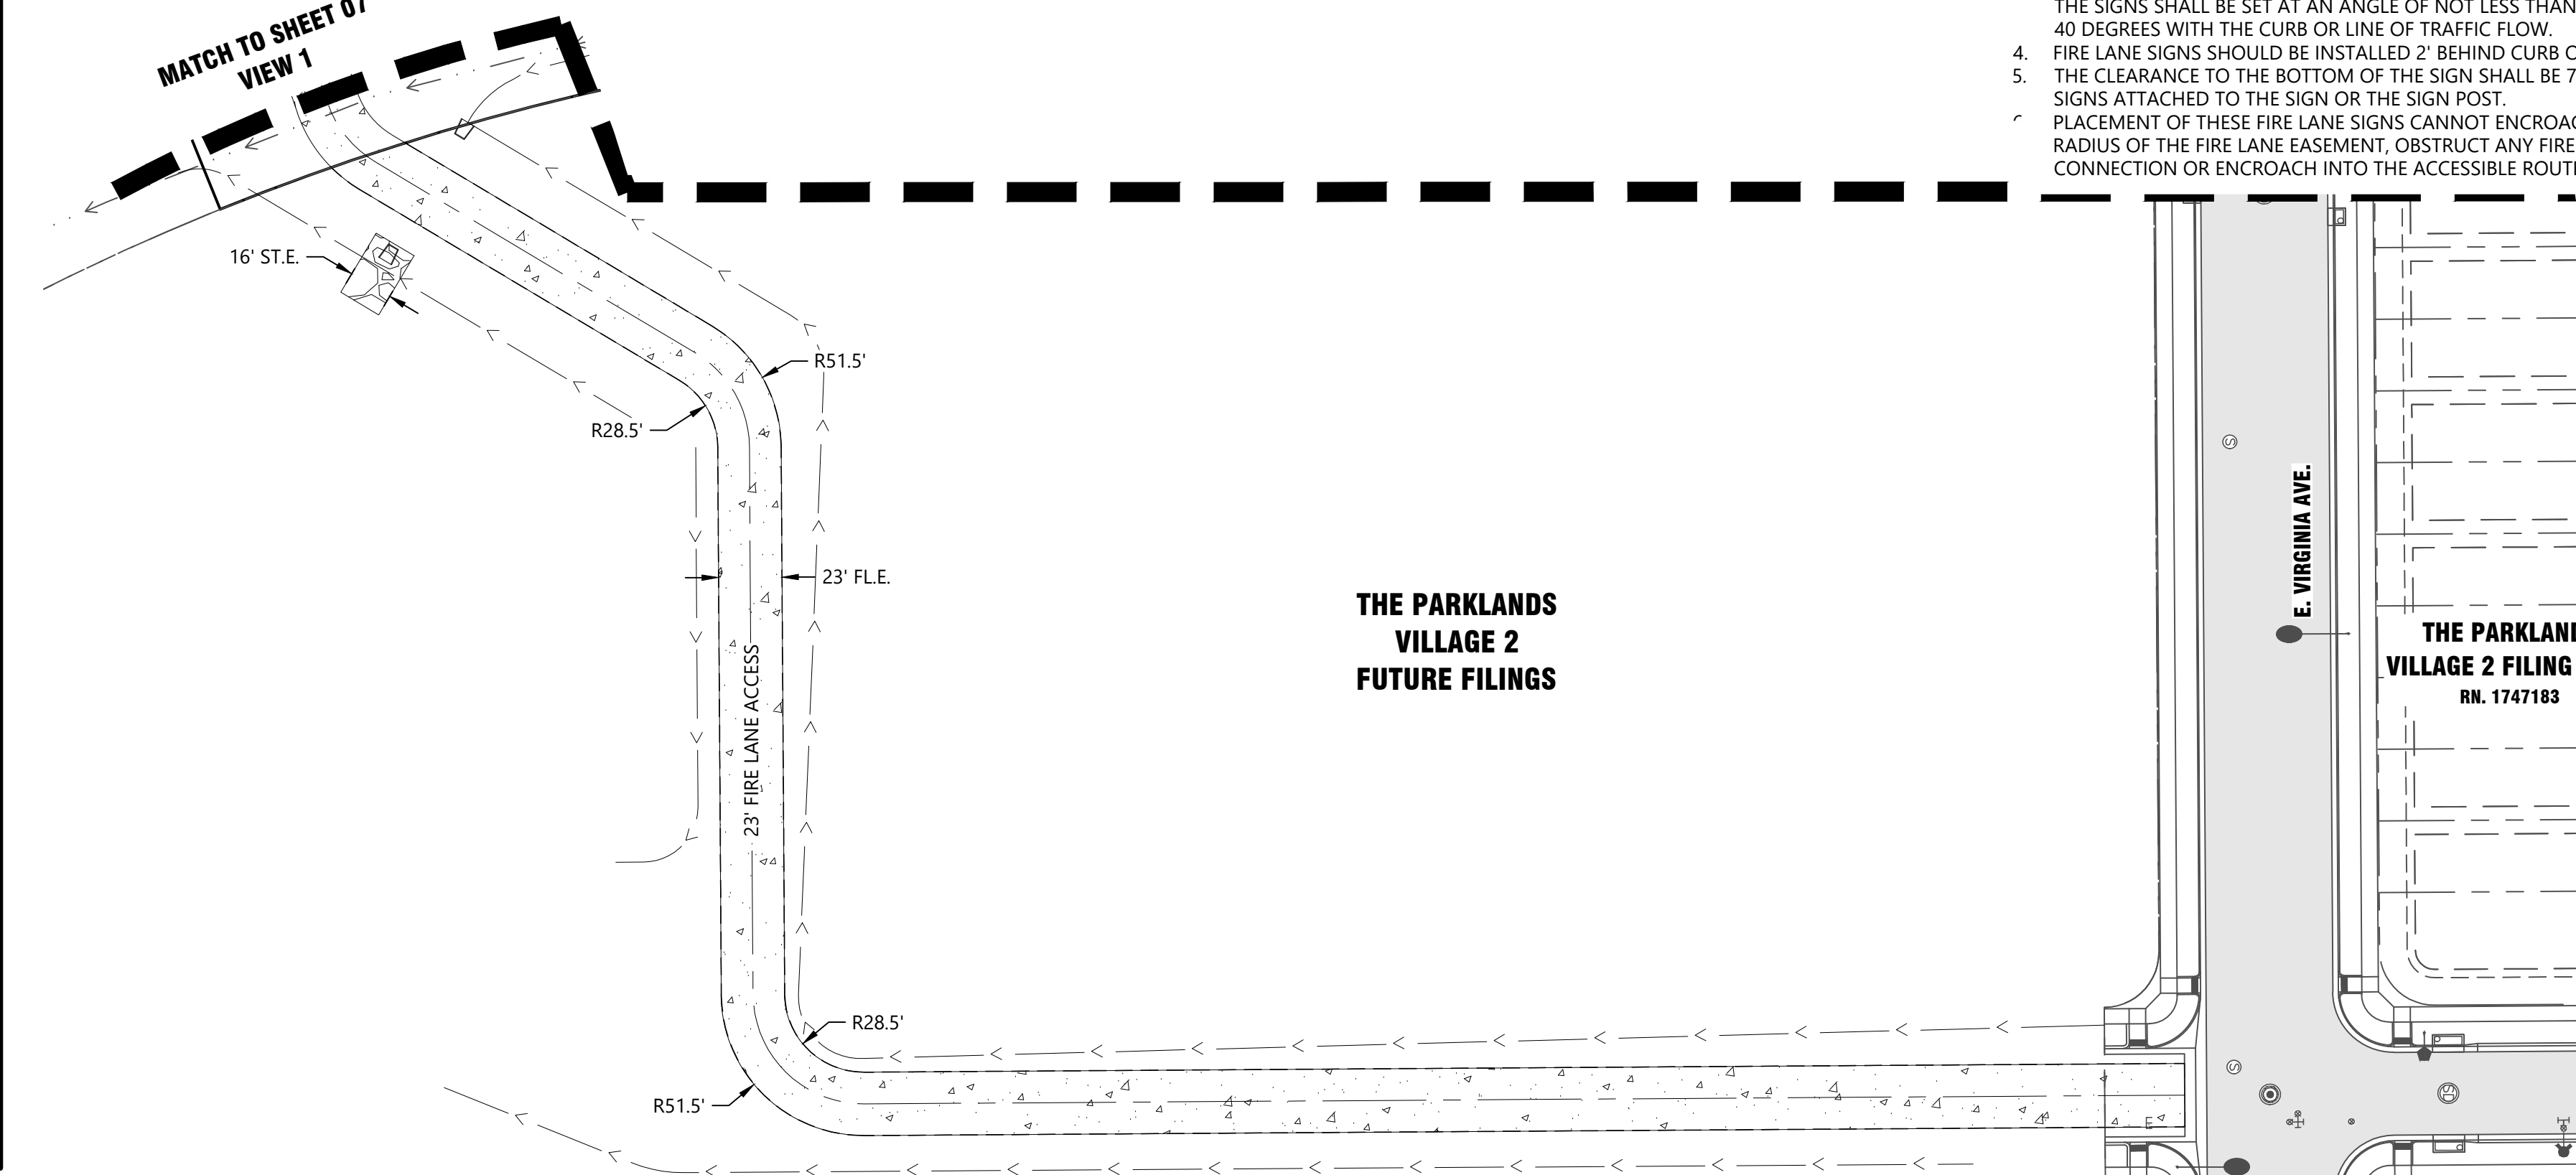 MATCH TO SHEET 07
VIEW 1
THE SIGNS SHALL BE SET AT AN ANGLE OF NOT LESS THAN
40 DEGREES WITH THE CURB OR LINE OF TRAFFIC FLOW.
4. FIRE LANE SIGNS SHOULD BE INSTALLED 2' BEHIND CURB
5. THE CLEARANCE TO THE BOTTOM OF THE SIGN SHALL BE 7
SIGNS ATTACHED TO THE SIGN OR THE SIGN POST.
PLACEMENT OF THESE FIRE LANE SIGNS CANNOT
RADIUS OF THE FIRE LANE EASEMENT, OBSTRUCT ANY FIRE
CONNECTION OR ENCROACH INTO THE ACCESSIBLE
16' ST.E.
R51.5'
R28.5'
23' FL.E.
23' FIRE LANE ACCESS
THE PARKLANDS
VILLAGE 2
FUTURE FILINGS
E. VIRGINIA AVE.
THE
VILLAGE 2 FILING
RN. 1747183
R28.5'
R51.5'
S
S
SD
E